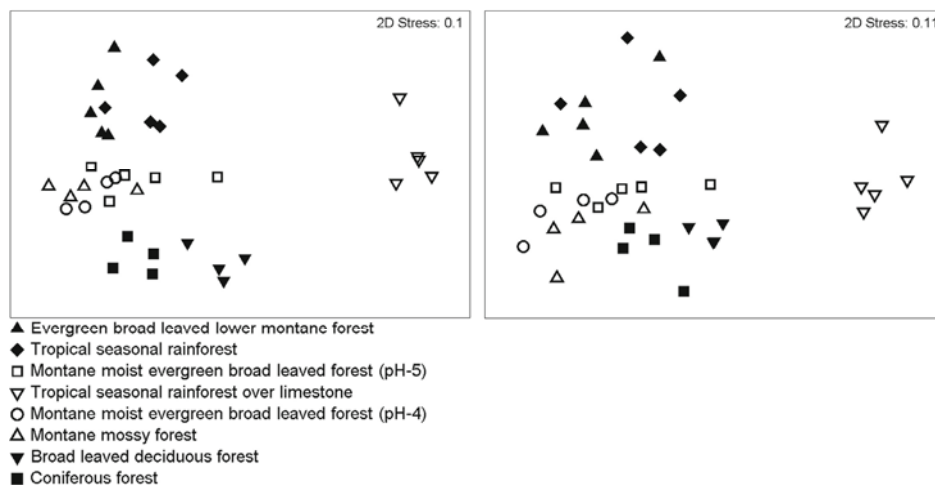 2D Stress: 0.1
2D Stress: 0.11
Evergreen broad leaved lower montane forest
Tropical seasonal rainforest
Montane moist evergreen broad leaved forest (pH-5)
Tropical seasonal rainforest over limestone
Montane moist evergreen broad leaved forest (pH-4)
Montane mossy forest
Broad leaved deciduous forest
Coniferous forest